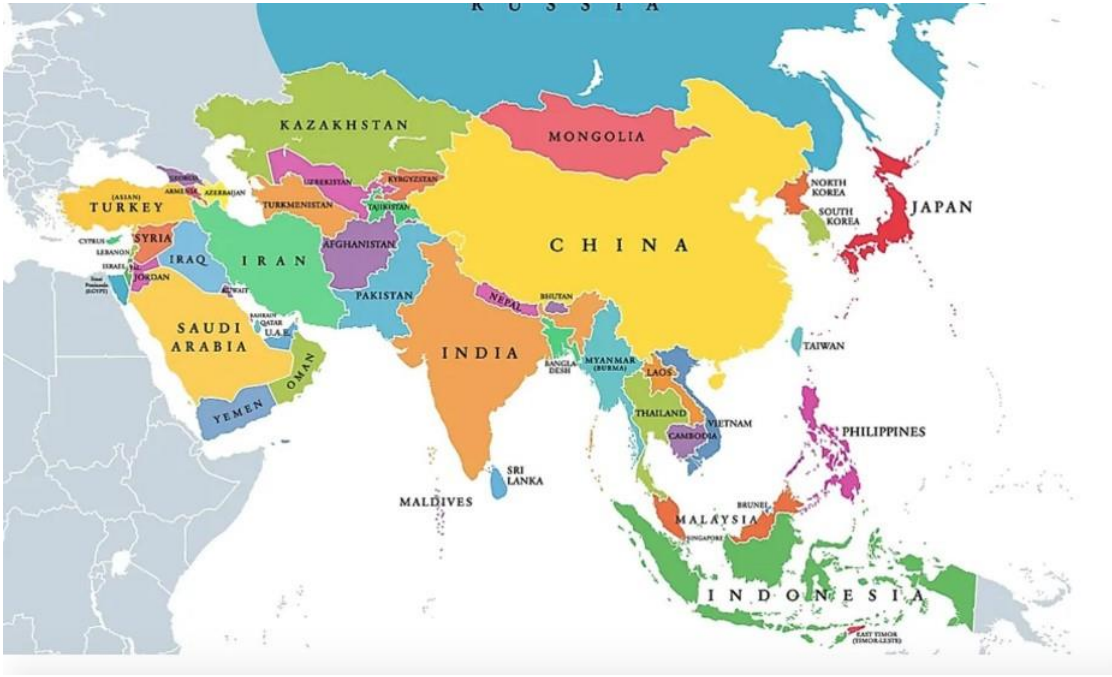 RUSSIA
KAZAKHSTAN
MONGOLIA
UZBEKISTAN
KYRGYZSTAN
GEORGIA
ARMENIA
AZERBAIJAN
(ASIAN)
TURKEY
TURKMENISTAN
TAJIKISTAN
NORTH
KOREA
SOUTH
KOREA
JAPAN
CHINA
CYPRUS
SYRIA
LEBANON
ISRAEL
IRAQ
IRAN
AFGHANISTAN
JORDAN
Sinai
Peninsula
(EGYPT)
KUWAIT
PAKISTAN
NEPAL
BHUTAN
BAHRAIN
QATAR
U.A.E.
SAUDI
ARABIA
OMAN
YEMEN
INDIA
BANGLA
DESH
MYANMAR
(BURMA)
LAOS
TAIWAN
THAILAND
VIETNAM
CAMBODIA
PHILIPPINES
SRI
LANKA
MALDIVES
BRUNEI
MALAYSIA
SINGAPORE
INDONESIA
EAST TIMOR
(TIMOR-LESTE)